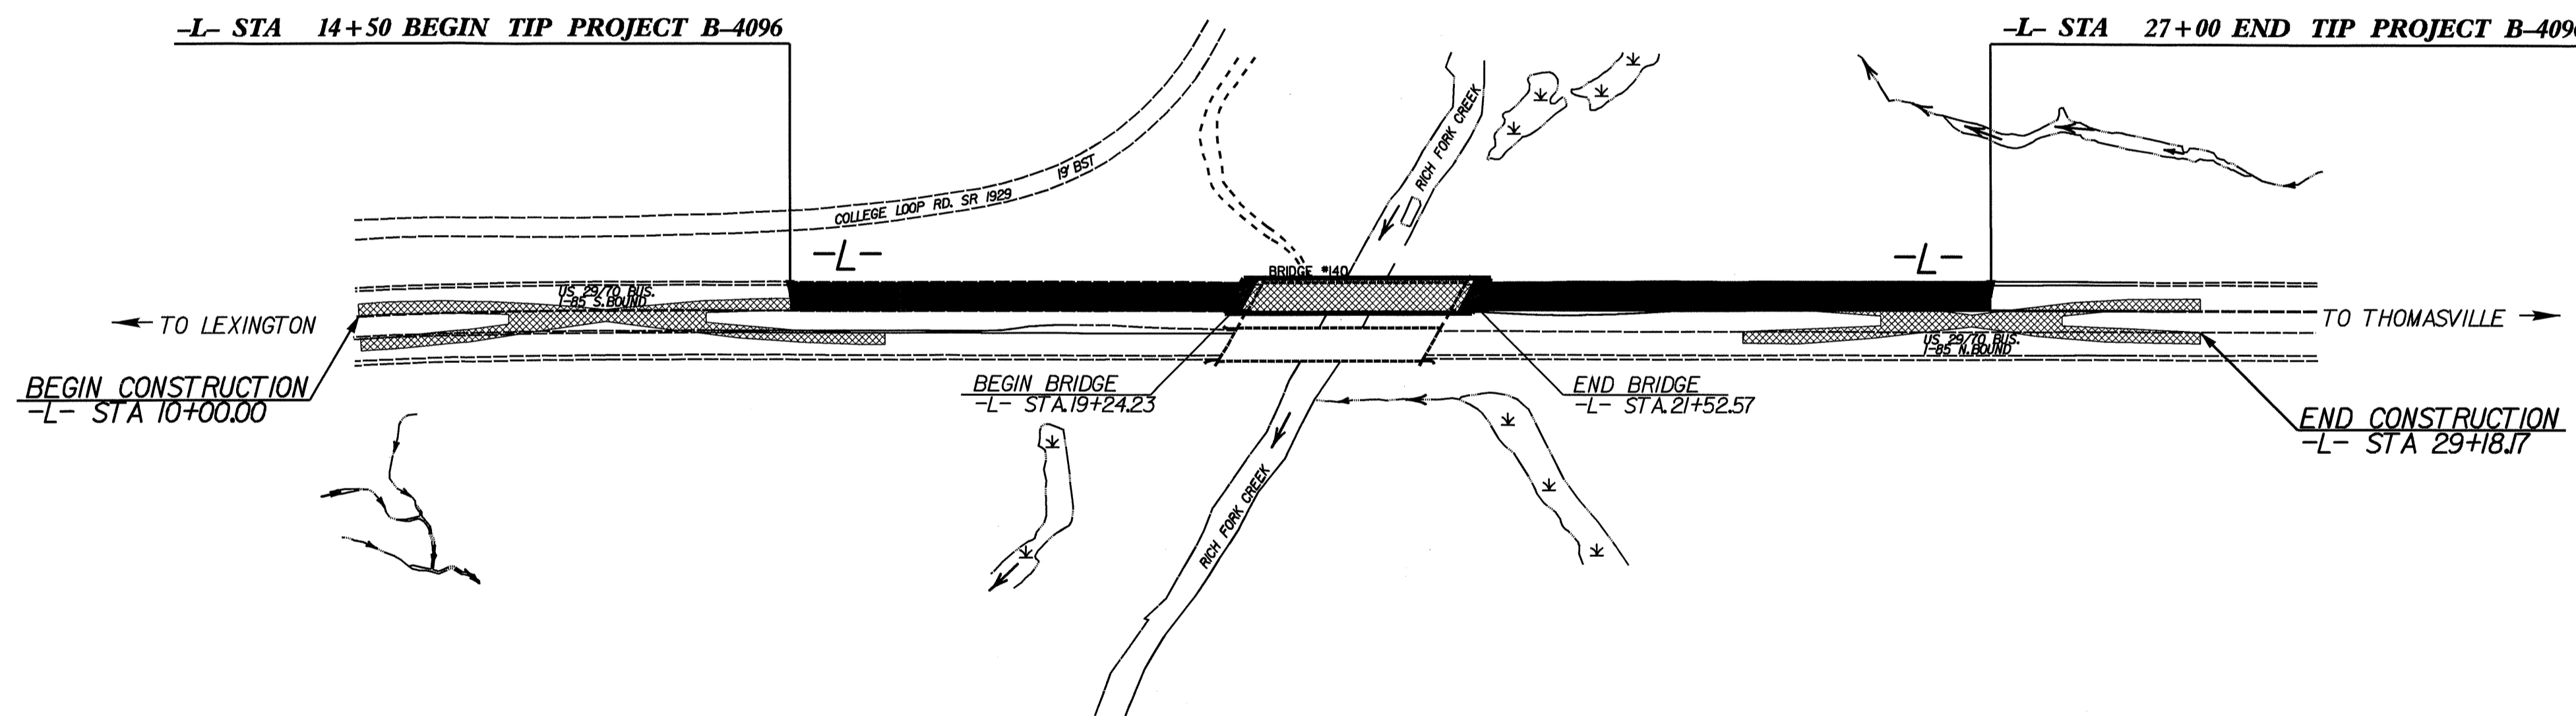 -L- STA 14+50 BEGIN TIP PROJECT B-4096
-L- STA 27+00 END TIP PROJECT B-409
RICH FORK CREEK
19' BST
COLLEGE LOOP RD. SR 1929
-L-
-L-
BRIDGE #140
US 29/70 BUS.
I-85 S.BOUND
TO LEXINGTON
TO THOMASVILLE
US 29/70 BUS.
I-85 N.BOUND
BEGIN CONSTRUCTION
-L- STA 10+00.00
BEGIN BRIDGE
-L- STA.19+24.23
END BRIDGE
-L- STA.21+52.57
END CONSTRUCTION
-L- STA 29+18.17
RICH FORK CREEK